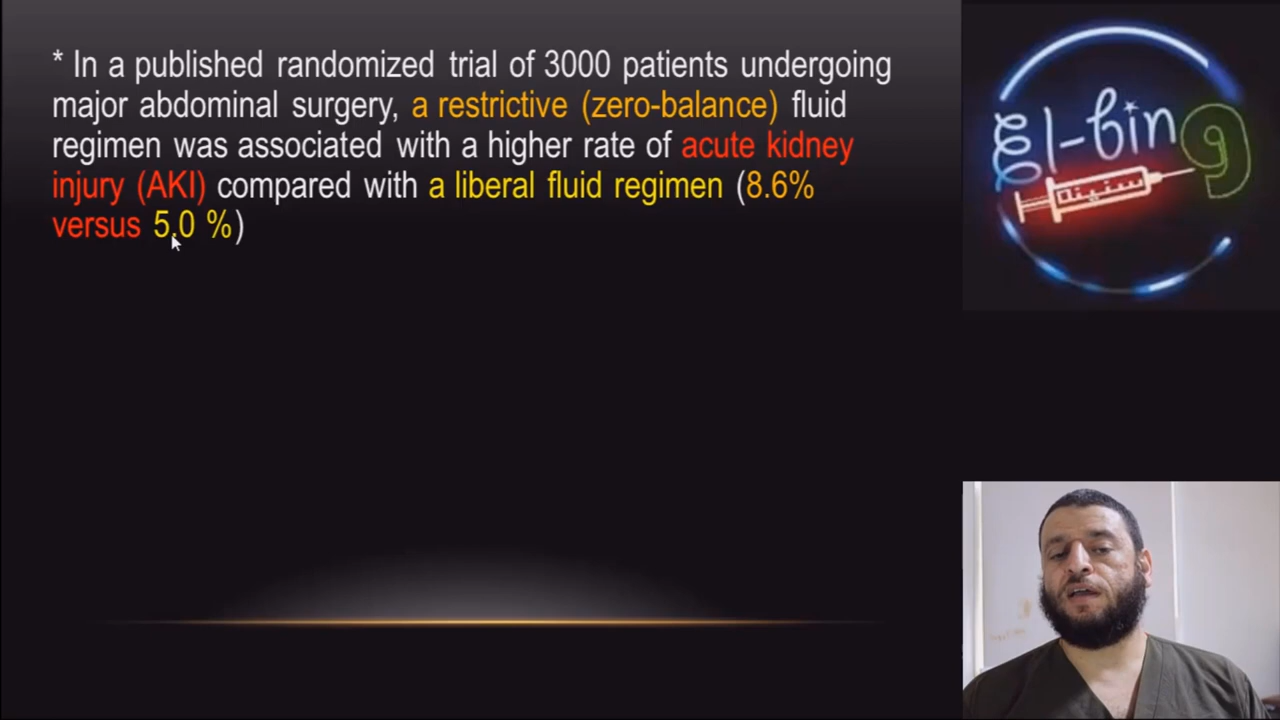 * In a published randomized trial of 3000 patients undergoing
major abdominal surgery, a restrictive (zero-balance) fluid
regimen was associated with a higher rate of acute kidney
injury (AKI) compared with a liberal fluid regimen (8.6%
versus 5.0 %)
El-bing